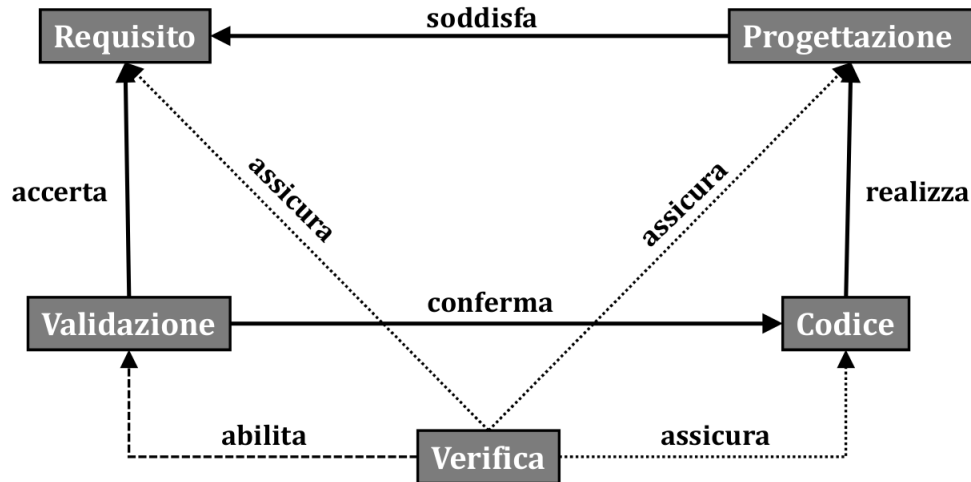 soddisfa
Requisito
Progettazione
assicura
assicura
accerta
realizza
conferma
Validazione
Codice
abilita
assicura
Verifica